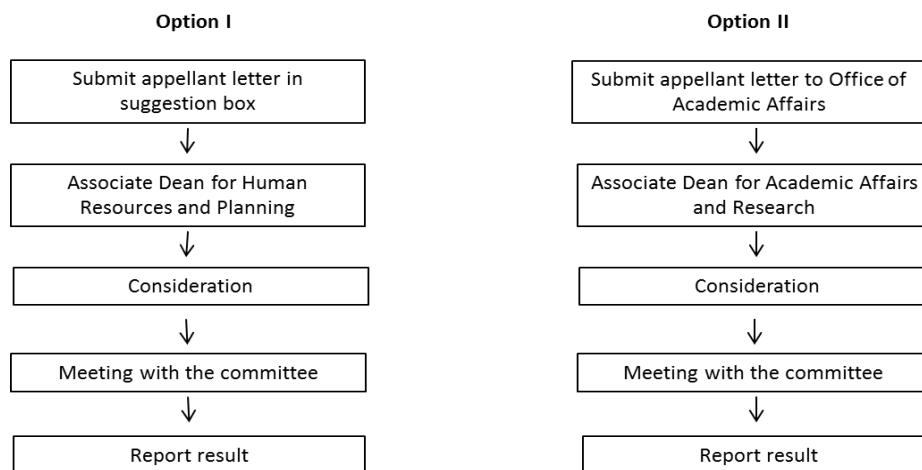 Option I
Submit appellant letter in
suggestion box
Associate Dean for Human
Resources and Planning
Consideration
Meeting with the committee
Report result
Option II
Submit appellant letter to Office of
Academic Affairs
Associate Dean for Academic Affairs
and Research
Consideration
Meeting with the committee
Report result